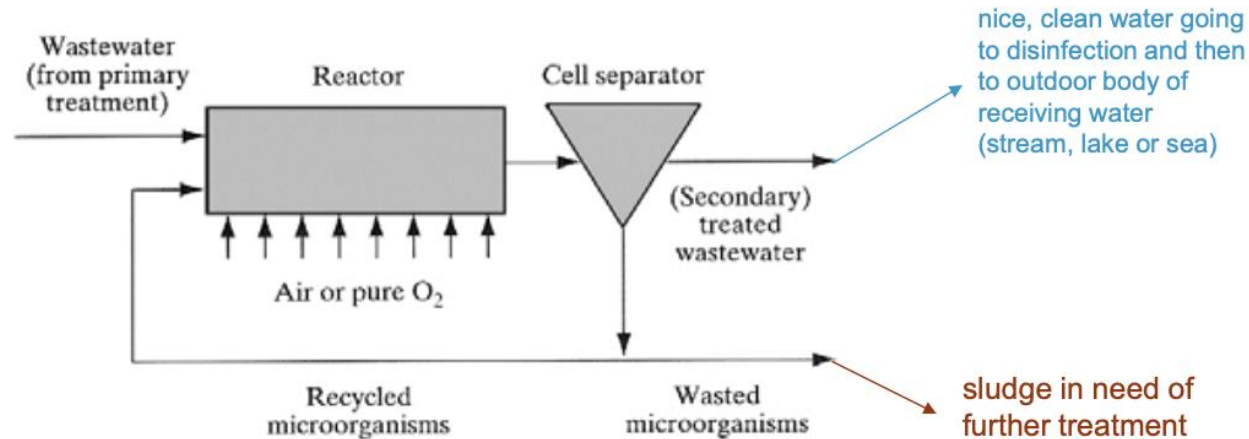 Wastewater
(from primary
treatment)
Reactor
Cell separator
nice, clean water going
to disinfection and then
to outdoor body of
receiving water
(stream, lake or sea)
(Secondary)
treated
wastewater
Air or pure O₂
Recycled
microorganisms
Wasted
microorganisms
sludge in need of
further treatment